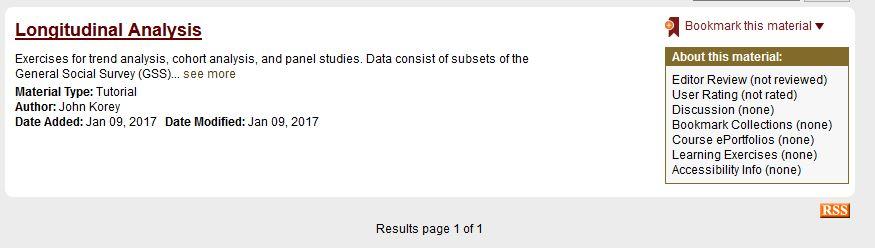 Longitudinal Analysis
Exercises for trend analysis, cohort analysis, and panel studies. Data consist of subsets of the
General Social Survey (GSS)... see more
Material Type: Tutorial
Author: John Korey
Date Added: Jan 09, 2017 Date Modified: Jan 09, 2017
Bookmark this material
About this material:
Editor Review (not reviewed)
User Rating (not rated)
Discussion (none)
Bookmark Collections (none)
Course ePortfolios (none)
Learning Exercises (none)
Accessibility Info (none)
RSS
Results page 1 of 1